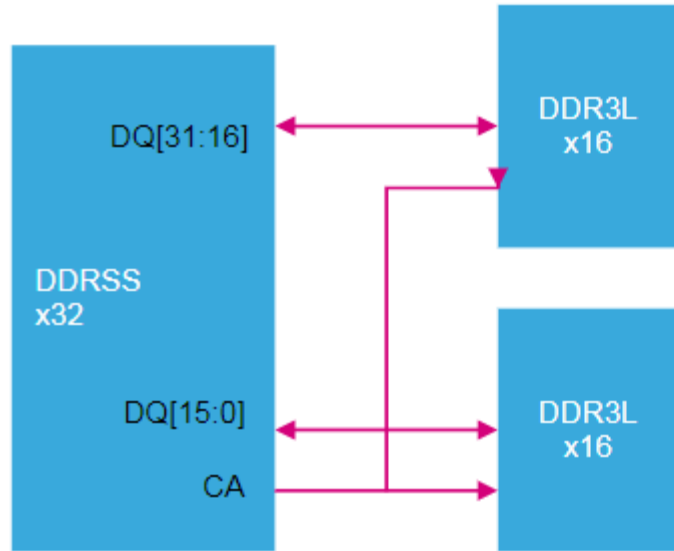 DQ[31:16]
DDR3L
x16
DDRSS
x32
DQ[15:0]
DDR3L
x16
CA